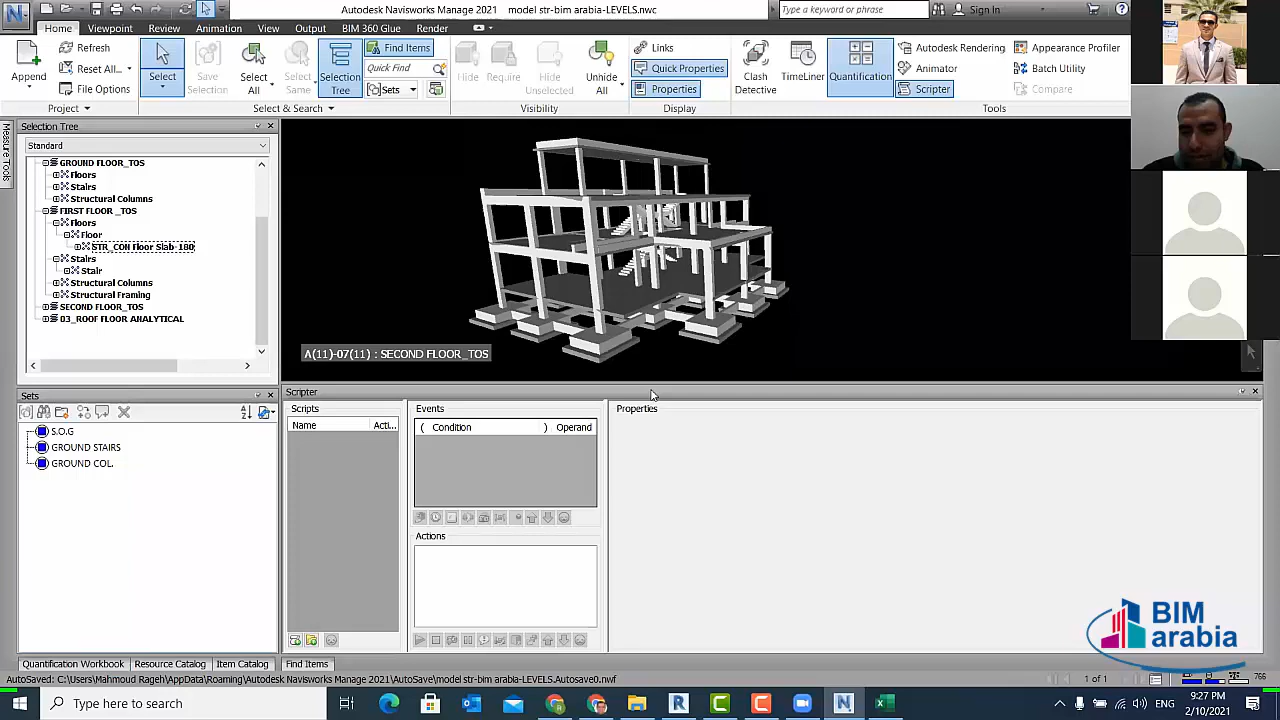 Autodesk Navisworks Manage 2021 model str-bim arabia-LEVELS.nwc
Type a keyword or phrase
Sign In
Home Viewpoint Review Animation View Output BIM 360 Glue Render
Append
Refresh
Reset All...
File Options
Project
Select
Save Selection
Select All
Select Same
Selection Tree
Find Items
Quick Find
Sets
Select & Search
Hide
Require
Hide Unselected
Unhide All
Visibility
Links
Quick Properties
Properties
Display
Clash Detective
TimeLiner
Quantification
Autodesk Rendering
Animator
Scripter
Appearance Profiler
Batch Utility
Compare
Tools
Measure Tools
Selection Tree
Standard
GROUND FLOOR_TOS
Floors
Stairs
Structural Columns
FIRST FLOOR _TOS
Floors
Floor
STR_CON Floor Slab-180
Stairs
Stair
Structural Columns
Structural Framing
SECOND FLOOR_TOS
03_ROOF FLOOR ANALYTICAL
A(11)-07(11) : SECOND FLOOR_TOS
Sets
S.O.G
GROUND STAIRS
GROUND COL.
Scripter
Scripts
Name Acti...
Events
( Condition ) Operand
Actions
Properties
BIM
arabia
Quantification Workbook Resource Catalog Item Catalog Find Items
AutoSaved: C:\Users\Mahmoud Rageh\AppData\Roaming\Autodesk Navisworks Manage 2021\AutoSave\model str-bim arabia-LEVELS.Autosave0.nwf
1 of 1
766
Type here to search
9:27 PM
2/10/2021